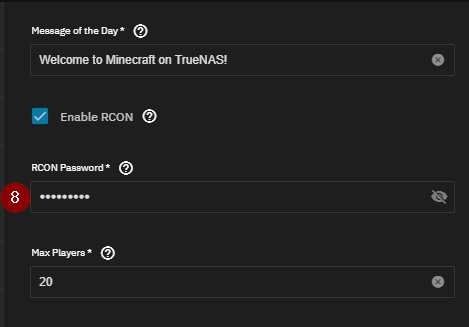 Message of the Day *
Welcome to Minecraft on TrueNAS!
Enable RCON
RCON Password *
8
•••••••••
Max Players *
20